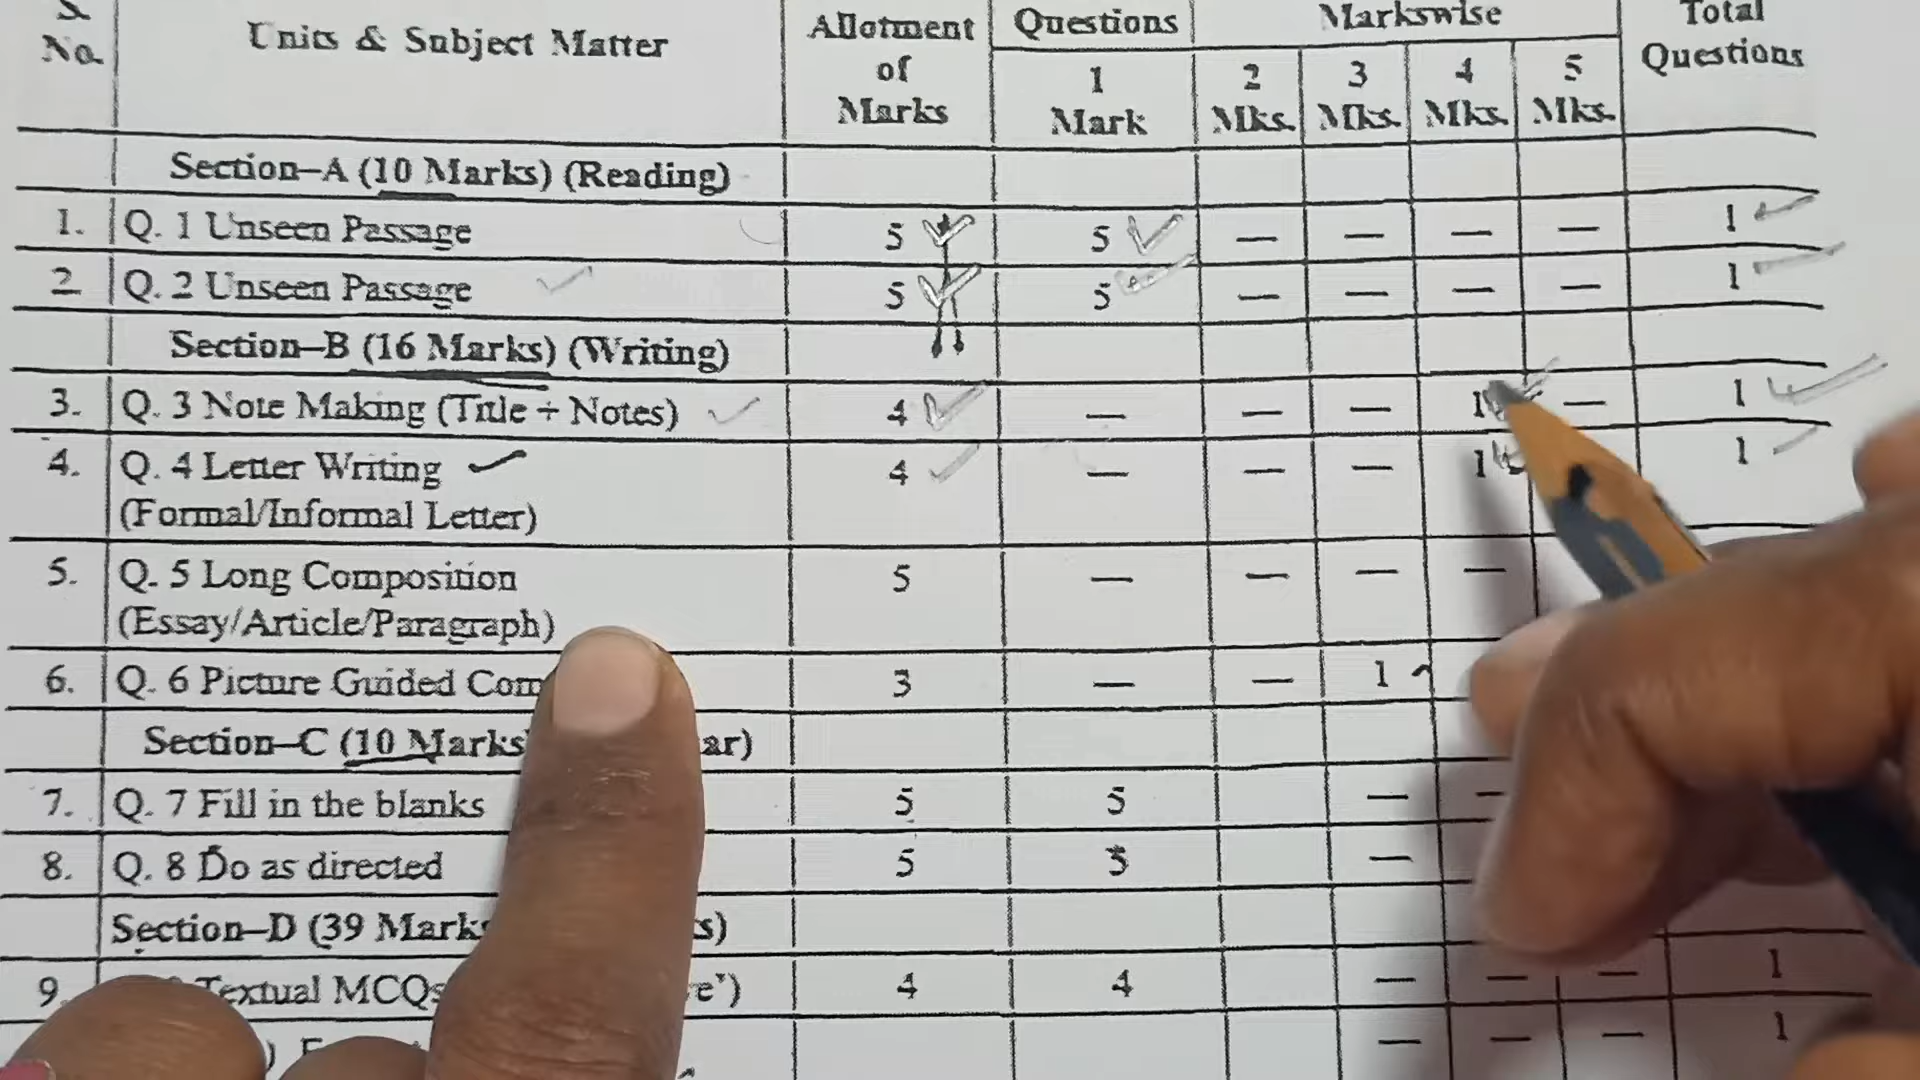 S.
No.
Units & Subject Matter
Allotment
of
Marks
Questions
1
Mark
Markswise
2
Mks.
3
Mks.
4
Mks.
5
Mks.
Total
Questions
Section–A (10 Marks) (Reading)
1. Q. 1 Unseen Passage 5 5 — — — — 1
2. Q. 2 Unseen Passage 5 5 — — — — 1
Section–B (16 Marks) (Writing)
3. Q. 3 Note Making (Title + Notes) 4 — — — 1 — 1
4. Q. 4 Letter Writing 4 — — — 1 1
(Formal/Informal Letter)
5. Q. 5 Long Composition 5 — — — —
(Essay/Article/Paragraph)
6. Q. 6 Picture Guided Com 3 — — 1
Section–C (10 Marks ar)
7. Q. 7 Fill in the blanks 5 5 — —
8. Q. 8 Do as directed 5 5 —
Section–D (39 Marks s)
9. Textual MCQs e') 4 4 — — — 1
— — — 1